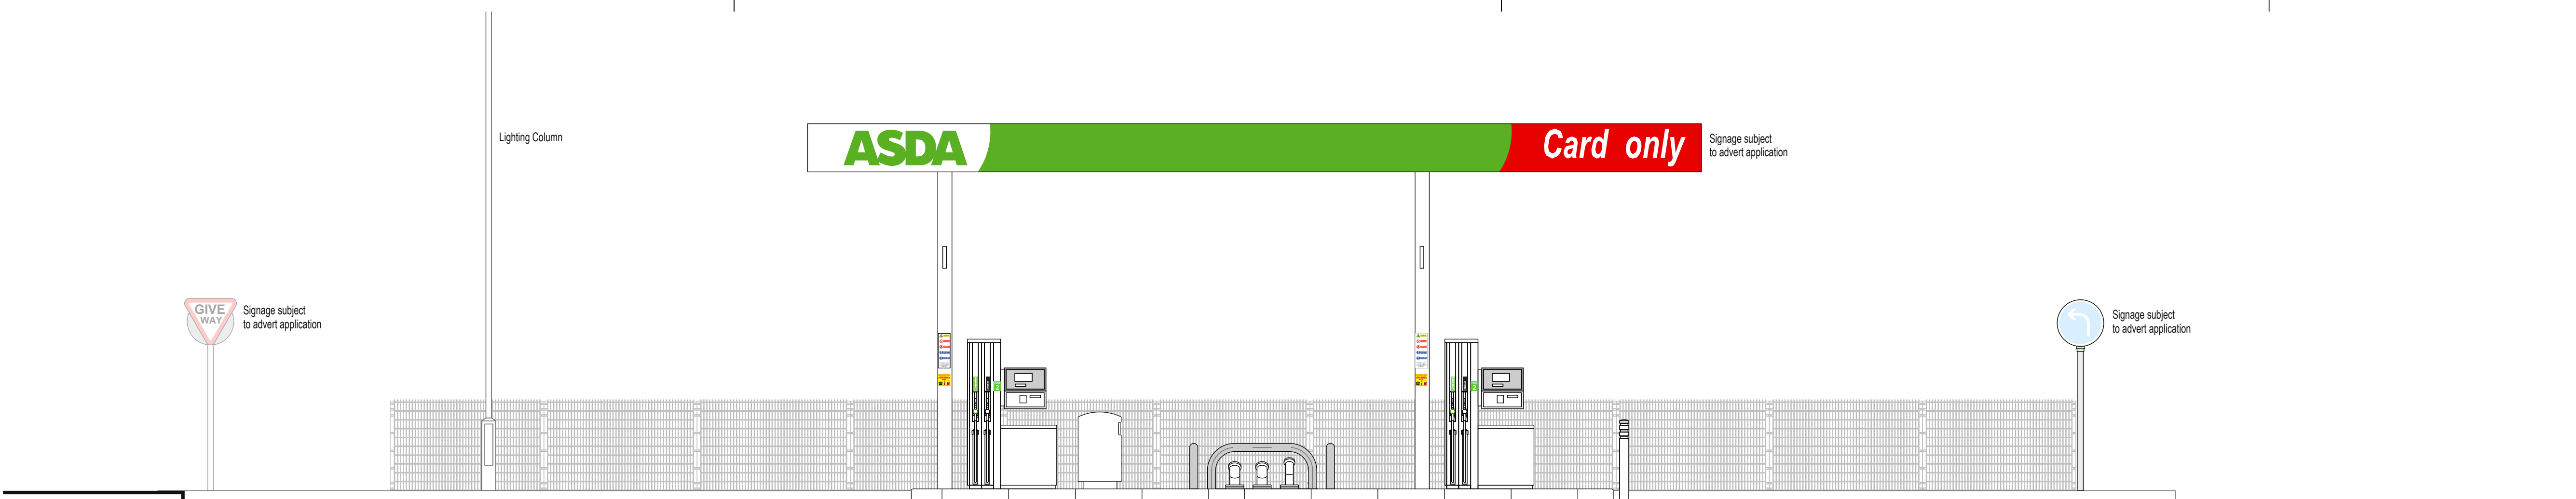 Lighting Column
ASDA
Card only
Signage subject
to advert application
GIVE
WAY
Signage subject
to advert application
Signage subject
to advert application